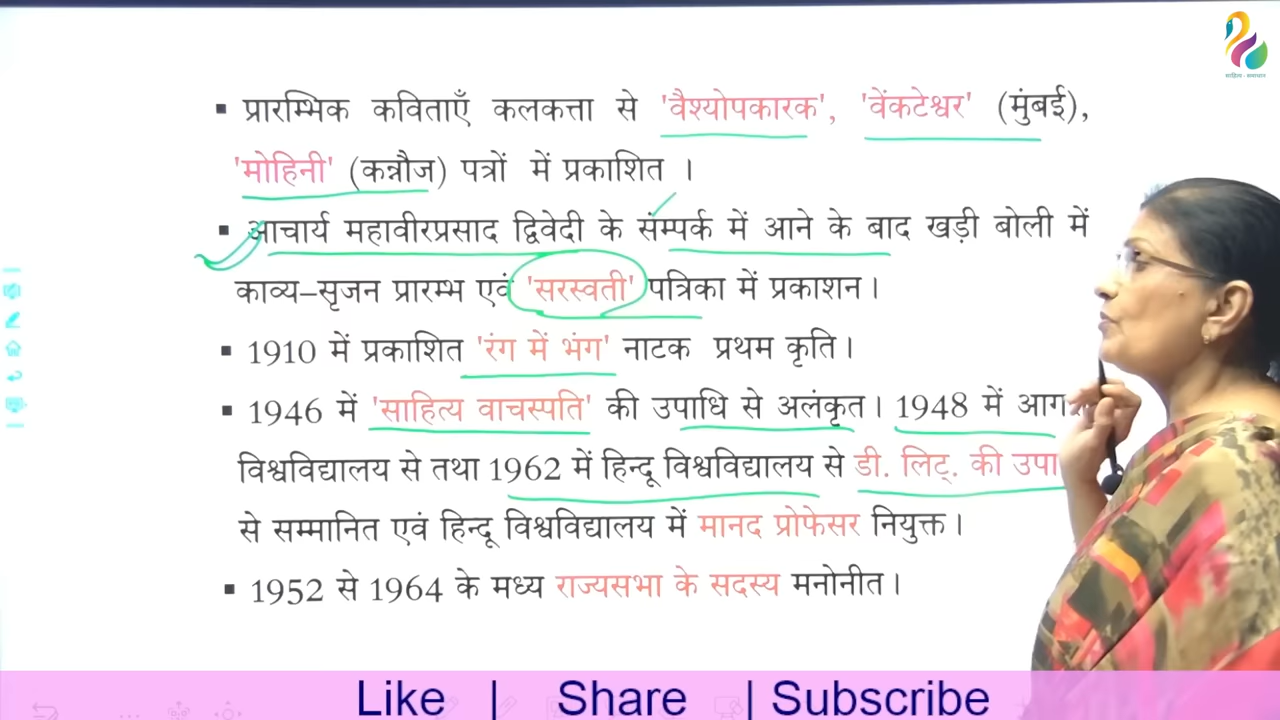 ▪ प्रारम्भिक कविताएँ कलकत्ता से 'वैश्योपकारक', 'वेंकटेश्वर' (मुंबई),
'मोहिनी' (कन्नौज) पत्रों में प्रकाशित ।
▪ आचार्य महावीरप्रसाद द्विवेदी के सम्पर्क में आने के बाद खड़ी बोली में
काव्य–सृजन प्रारम्भ एवं 'सरस्वती' पत्रिका में प्रकाशन।
▪ 1910 में प्रकाशित 'रंग में भंग' नाटक प्रथम कृति।
▪ 1946 में 'साहित्य वाचस्पति' की उपाधि से अलंकृत। 1948 में आग
विश्वविद्यालय से तथा 1962 में हिन्दू विश्वविद्यालय से डी. लिट्. की उपा
से सम्मानित एवं हिन्दू विश्वविद्यालय में मानद प्रोफेसर नियुक्त।
▪ 1952 से 1964 के मध्य राज्यसभा के सदस्य मनोनीत।
Like | Share | Subscribe